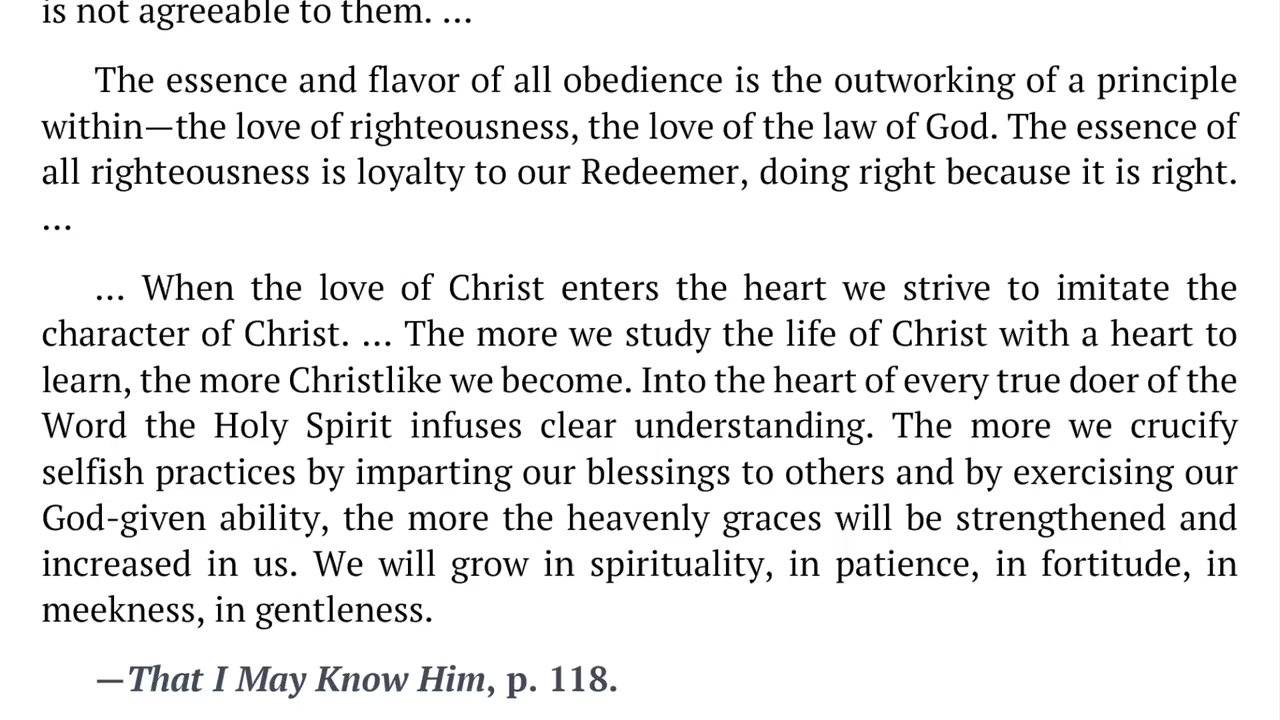 is not agreeable to them. ...
The essence and flavor of all obedience is the outworking of a principle
within—the love of righteousness, the love of the law of God. The essence of
all righteousness is loyalty to our Redeemer, doing right because it is right.
...
... When the love of Christ enters the heart we strive to imitate the
character of Christ. ... The more we study the life of Christ with a heart to
learn, the more Christlike we become. Into the heart of every true doer of the
Word the Holy Spirit infuses clear understanding. The more we crucify
selfish practices by imparting our blessings to others and by exercising our
God-given ability, the more the heavenly graces will be strengthened and
increased in us. We will grow in spirituality, in patience, in fortitude, in
meekness, in gentleness.
—That I May Know Him, p. 118.